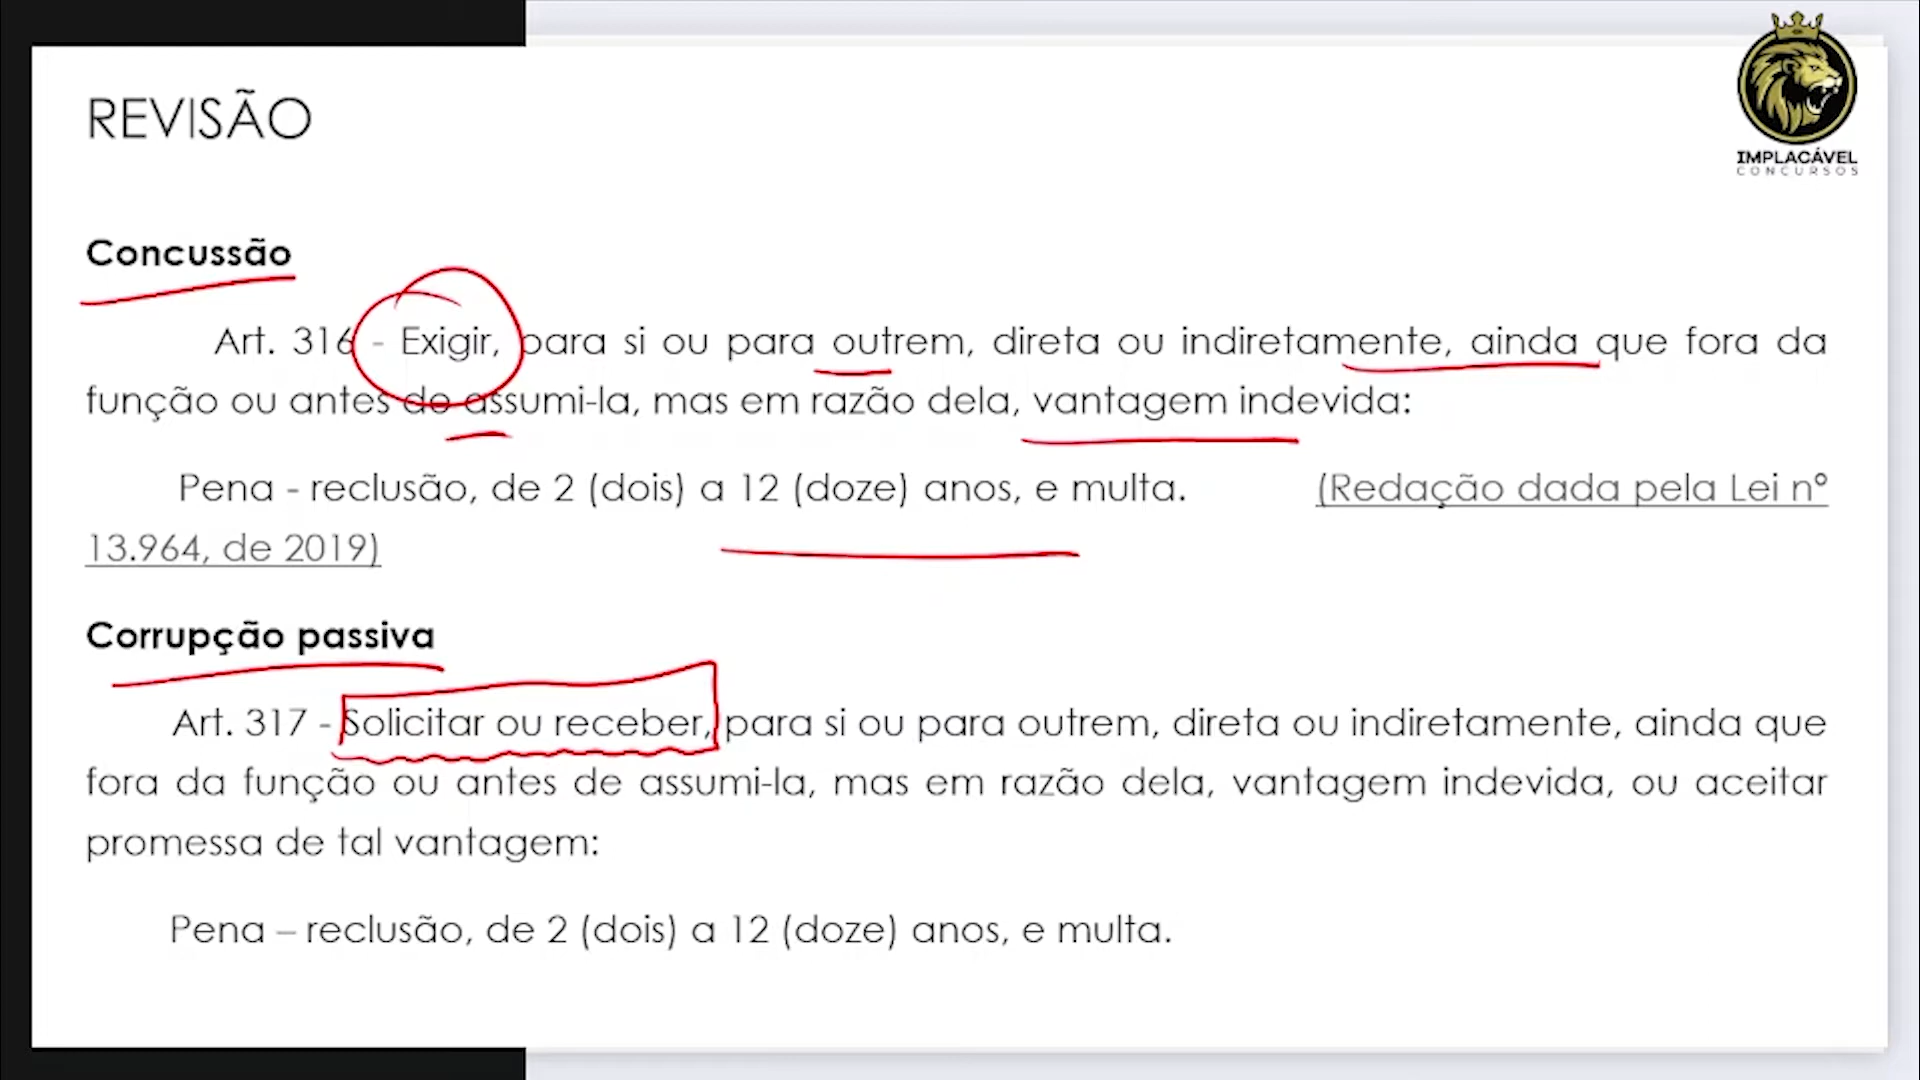 IMPLACÁVEL
CONCURSOS
REVISÃO
Concussão
Art. 316 - Exigir, para si ou para outrem, direta ou indiretamente, ainda que fora da
função ou antes de assumi-la, mas em razão dela, vantagem indevida:
Pena - reclusão, de 2 (dois) a 12 (doze) anos, e multa. (Redação dada pela Lei nº
13.964, de 2019)
Corrupção passiva
Art. 317 - Solicitar ou receber, para si ou para outrem, direta ou indiretamente, ainda que
fora da função ou antes de assumi-la, mas em razão dela, vantagem indevida, ou aceitar
promessa de tal vantagem:
Pena – reclusão, de 2 (dois) a 12 (doze) anos, e multa.